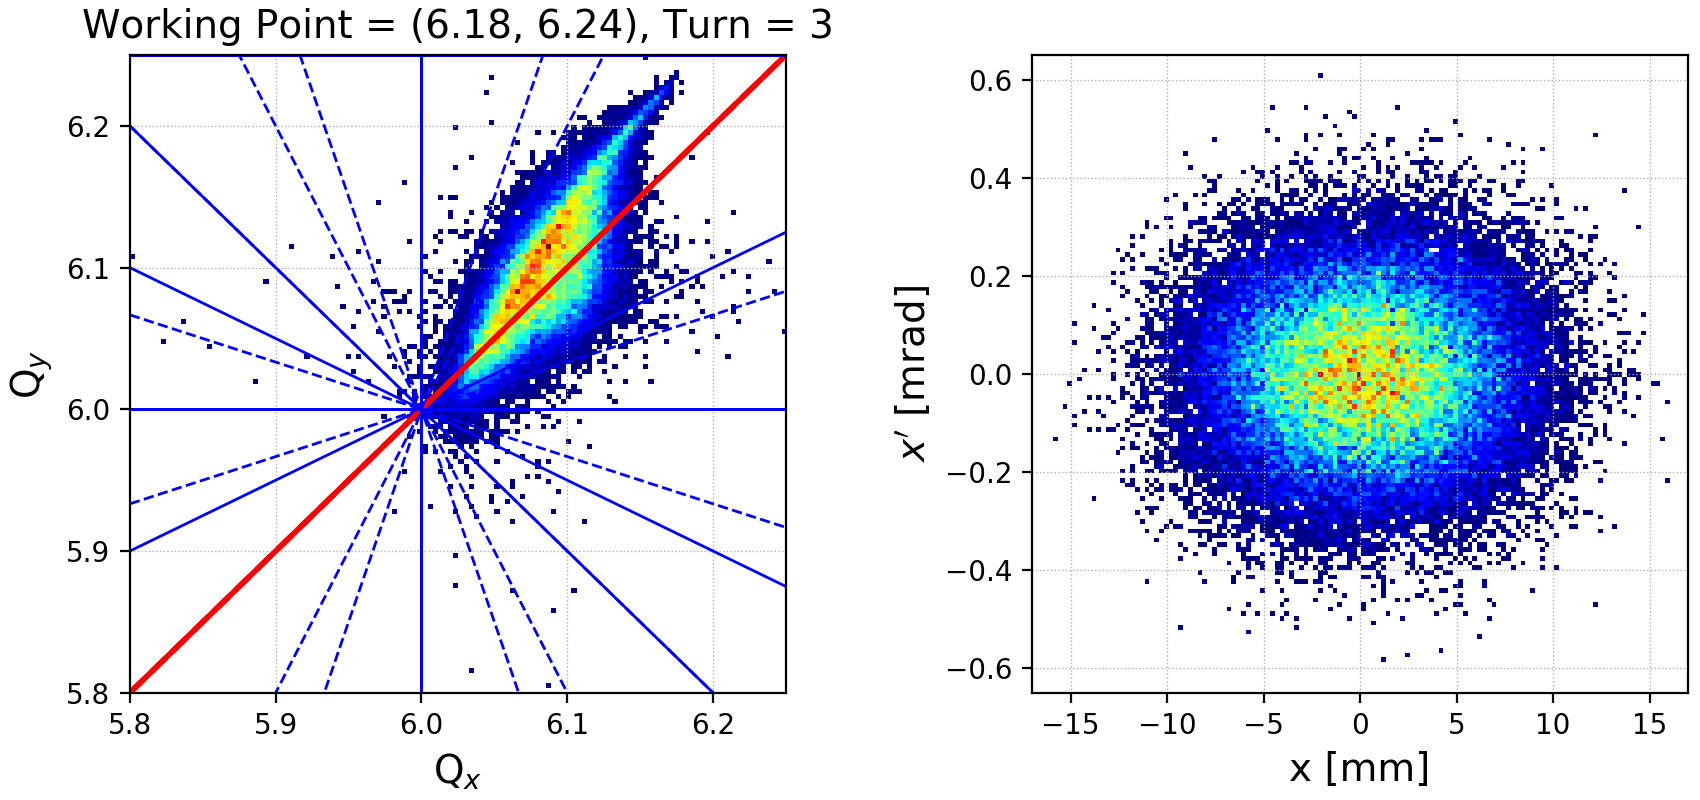 Working Point = (6.18, 6.24), Turn = 3
6.2
6.1
6.0
5.9
5.8
5.8 5.9 6.0 6.1 6.2
Qy
Qx
0.6
0.4
0.2
0.0
−0.2
−0.4
−0.6
−15 −10 −5 0 5 10 15
x′ [mrad]
x [mm]